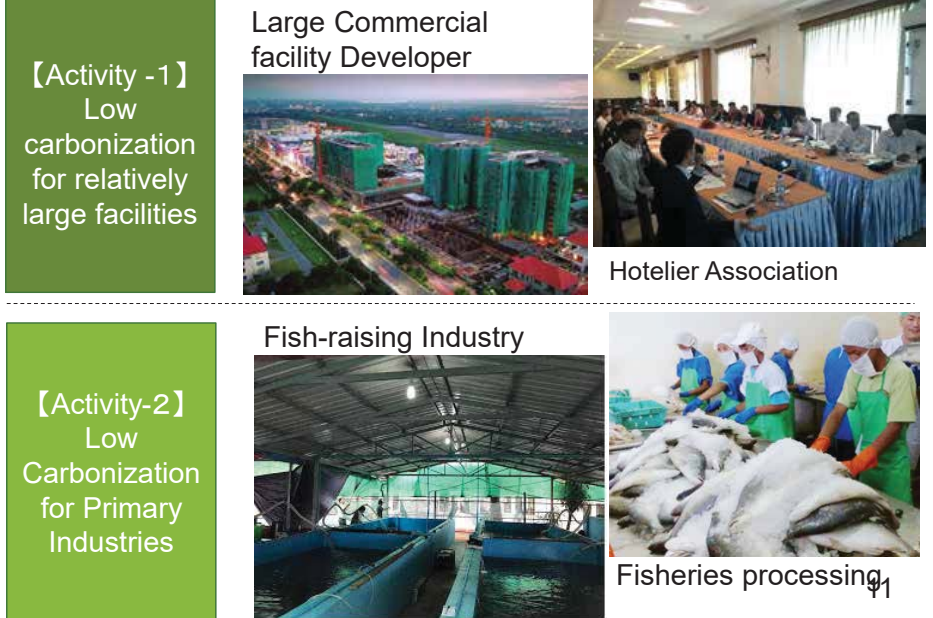 【Activity -1】
Low
carbonization
for relatively
large facilities
Large Commercial
facility Developer
Hotelier Association
【Activity-2】
Low
Carbonization
for Primary
Industries
Fish-raising Industry
Fisheries processing
11